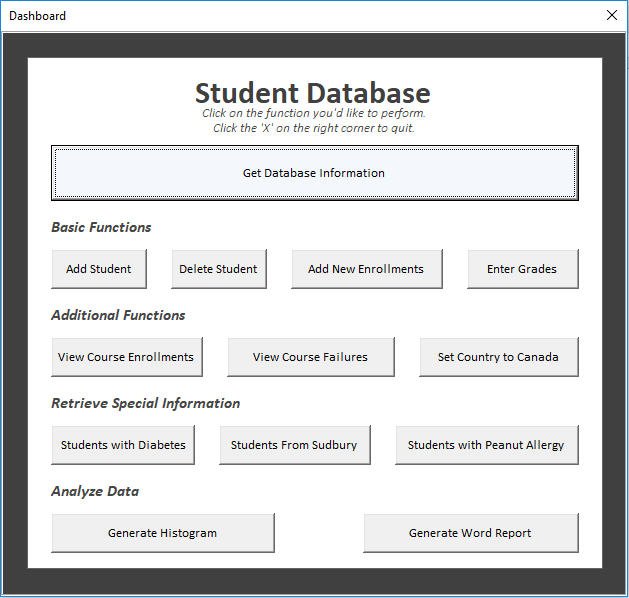 Dashboard
Student Database
Click on the function you'd like to perform.
Click the 'X' on the right corner to quit.
Get Database Information
Basic Functions
Add Student Delete Student Add New Enrollments Enter Grades
Additional Functions
View Course Enrollments View Course Failures Set Country to Canada
Retrieve Special Information
Students with Diabetes Students From Sudbury Students with Peanut Allergy
Analyze Data
Generate Histogram Generate Word Report